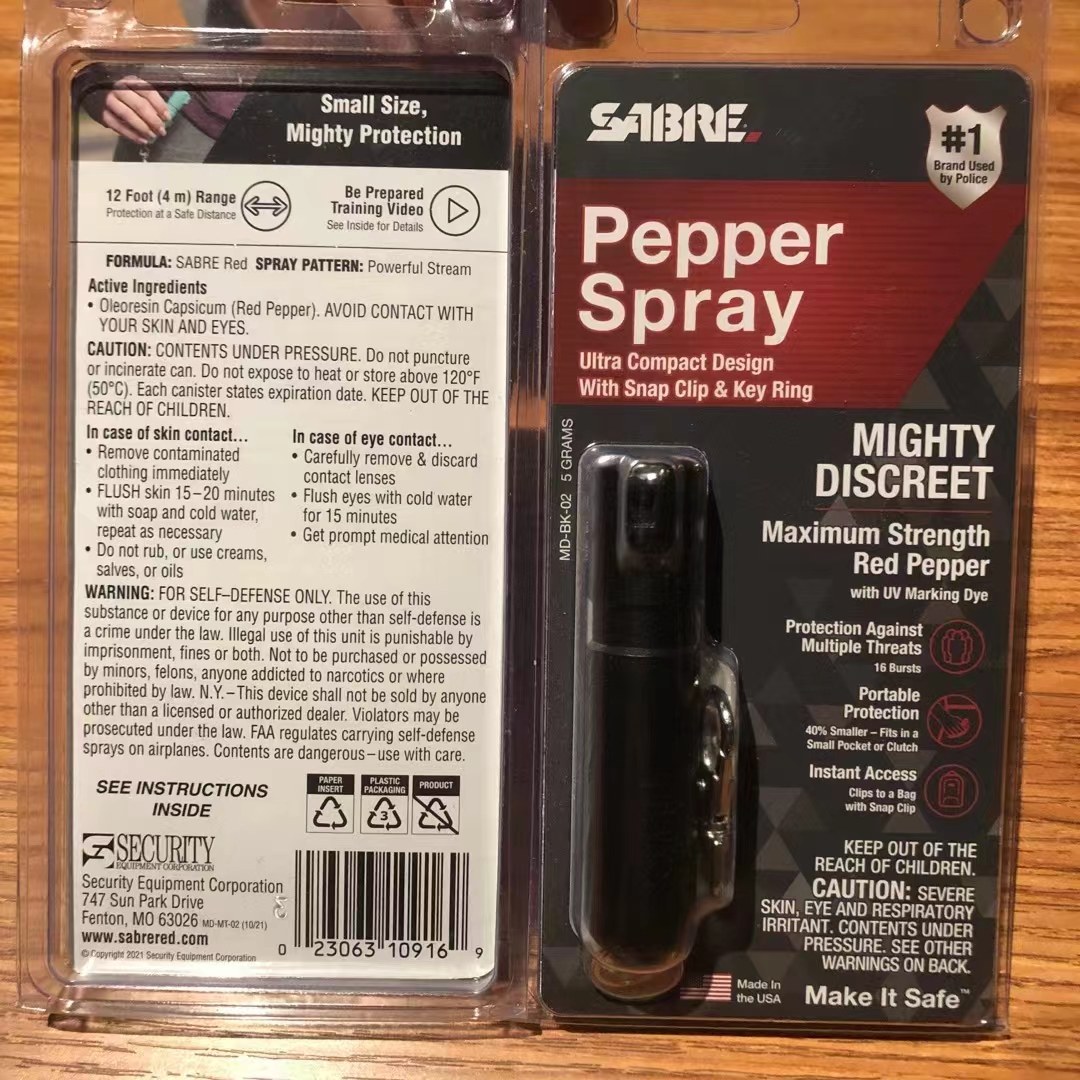 Small Size,
Mighty Protection
12 Foot (4 m) Range
Protection at a Safe Distance
Be Prepared
Training Video
See Inside for Details
FORMULA: SABRE Red SPRAY PATTERN: Powerful Stream
Active Ingredients
• Oleoresin Capsicum (Red Pepper). AVOID CONTACT WITH
YOUR SKIN AND EYES.
CAUTION: CONTENTS UNDER PRESSURE. Do not puncture
or incinerate can. Do not expose to heat or store above 120°F
(50°C). Each canister states expiration date. KEEP OUT OF THE
REACH OF CHILDREN.
In case of skin contact...
• Remove contaminated
clothing immediately
• FLUSH skin 15–20 minutes
with soap and cold water,
repeat as necessary
• Do not rub, or use creams,
salves, or oils
In case of eye contact...
• Carefully remove & discard
contact lenses
• Flush eyes with cold water
for 15 minutes
• Get prompt medical attention
WARNING: FOR SELF–DEFENSE ONLY. The use of this
substance or device for any purpose other than self-defense is
a crime under the law. Illegal use of this unit is punishable by
imprisonment, fines or both. Not to be purchased or possessed
by minors, felons, anyone addicted to narcotics or where
prohibited by law. N.Y.–This device shall not be sold by anyone
other than a licensed or authorized dealer. Violators may be
prosecuted under the law. FAA regulates carrying self-defense
sprays on airplanes. Contents are dangerous–use with care.
SEE INSTRUCTIONS
INSIDE
PAPER
INSERT
PLASTIC
PACKAGING
3
PRODUCT
SECURITY
EQUIPMENT CORPORATION
Security Equipment Corporation
747 Sun Park Drive
Fenton, MO 63026 MD-MT-02 (10/21)
www.sabrered.com
© Copyright 2021 Security Equipment Corporation
0 23063 10916 9
SABRE
#1
Brand Used
by Police
Pepper
Spray
Ultra Compact Design
With Snap Clip & Key Ring
MD-BK-02 5 GRAMS
MIGHTY
DISCREET
Maximum Strength
Red Pepper
with UV Marking Dye
Protection Against
Multiple Threats
16 Bursts
Portable
Protection
40% Smaller – Fits in a
Small Pocket or Clutch
Instant Access
Clips to a Bag
with Snap Clip
KEEP OUT OF THE
REACH OF CHILDREN.
CAUTION: SEVERE
SKIN, EYE AND RESPIRATORY
IRRITANT. CONTENTS UNDER
PRESSURE. SEE OTHER
WARNINGS ON BACK.
Made In
the USA
Make It Safe™